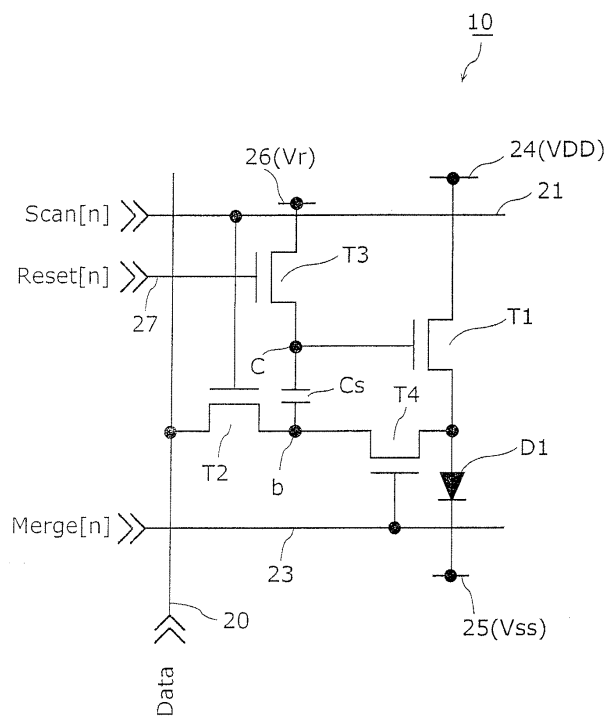 10
26(Vr)
24(VDD)
Scan[n]
21
Reset[n]
T3
27
T1
C
Cs
T4
T2
b
D1
Merge[n]
23
20
25(Vss)
Data